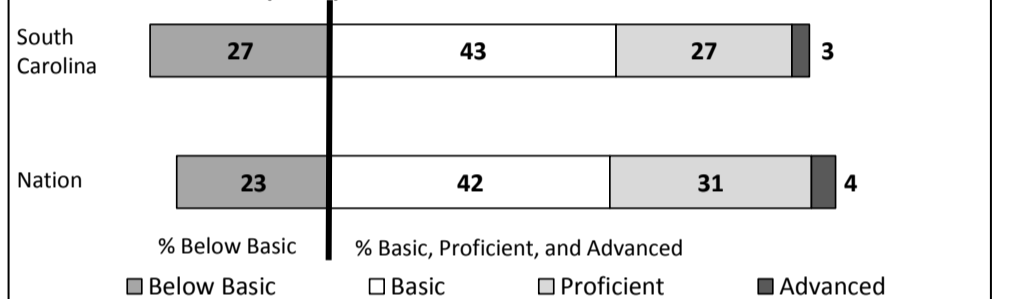 South
Carolina
27 43 27 3
Nation
23 42 31 4
% Below Basic % Basic, Proficient, and Advanced
Below Basic Basic Proficient Advanced